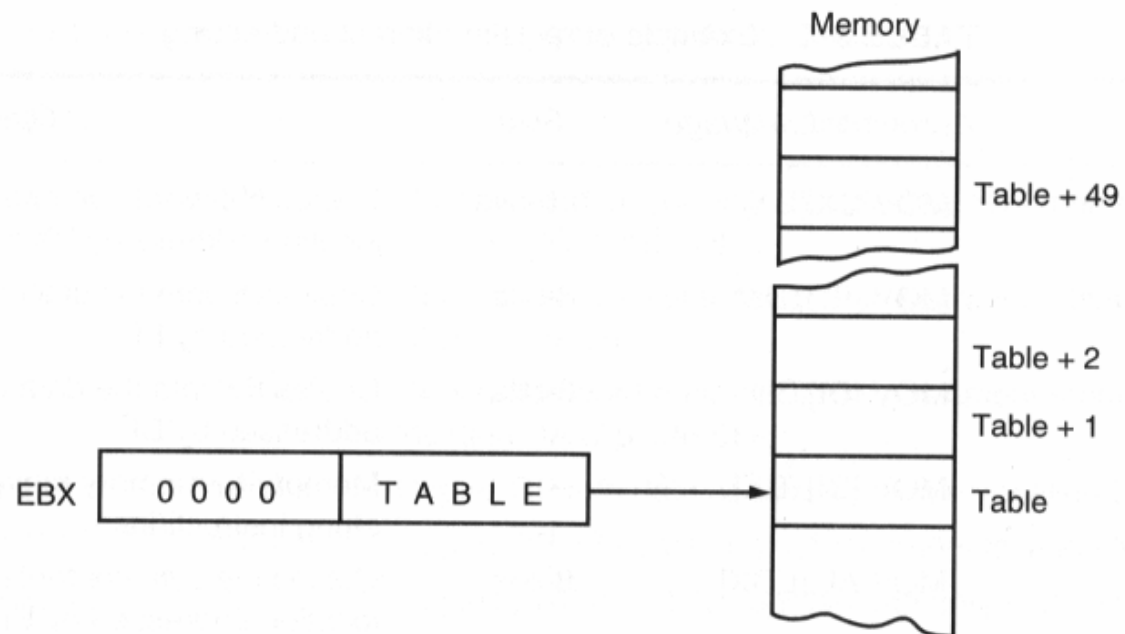 Memory
Table + 49
Table + 2
Table + 1
EBX 0 0 0 0 T A B L E
Table